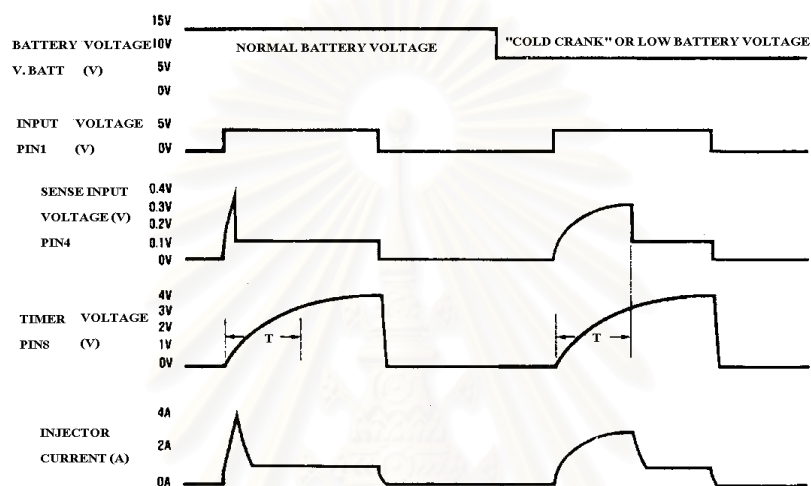 15V
BATTERY VOLTAGE 10V NORMAL BATTERY VOLTAGE "COLD CRANK" OR LOW BATTERY VOLTAGE
V. BATT (V) 5V
0V
INPUT VOLTAGE 5V
PIN1 (V) 0V
SENSE INPUT 0.4V
0.3V
VOLTAGE (V) 0.2V
PIN4 0.1V
0V
4V
TIMER VOLTAGE 3V
2V
PIN8 (V) 1V T T
0V
4A
INJECTOR 2A
CURRENT (A)
0A